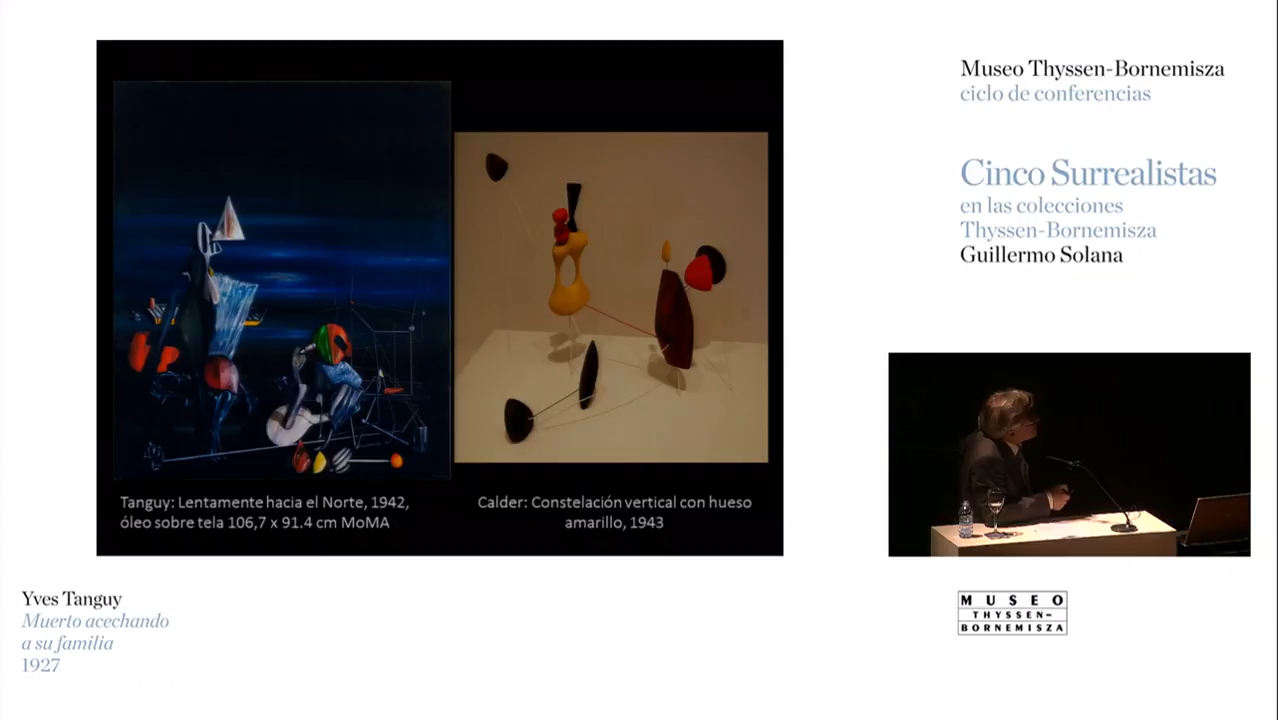 Museo Thyssen-Bornemisza
ciclo de conferencias
Cinco Surrealistas
en las colecciones
Thyssen-Bornemisza
Guillermo Solana
Tanguy: Lentamente hacia el Norte, 1942,
óleo sobre tela 106,7 x 91.4 cm MoMA
Calder: Constelación vertical con hueso
amarillo, 1943
Yves Tanguy
Muerto acechando
a su familia
1927
MUSEO
THYSSEN-
BORNEMISZA